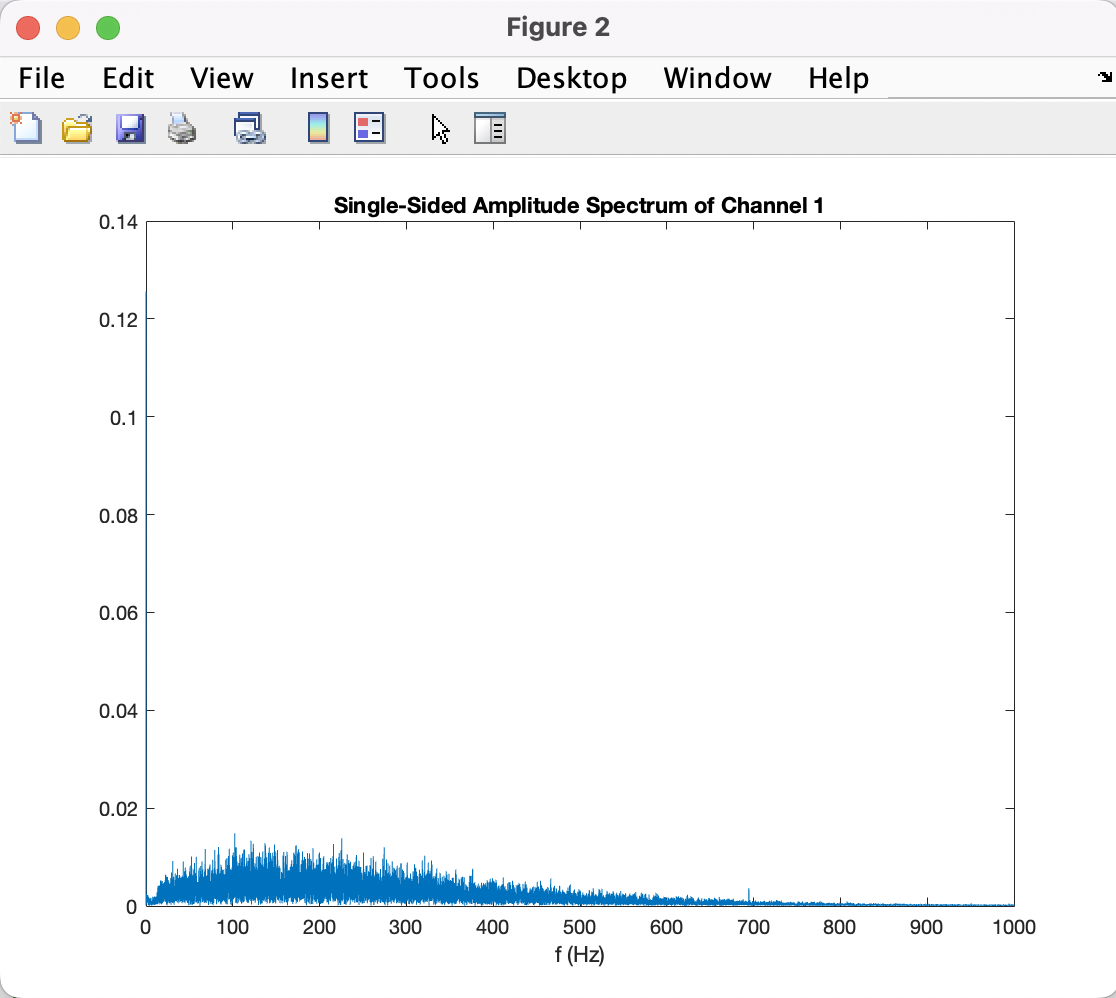 Figure 2
File Edit View Insert Tools Desktop Window Help
Single-Sided Amplitude Spectrum of Channel 1
0.14
0.12
0.1
0.08
0.06
0.04
0.02
0
0 100 200 300 400 500 600 700 800 900 1000
f (Hz)